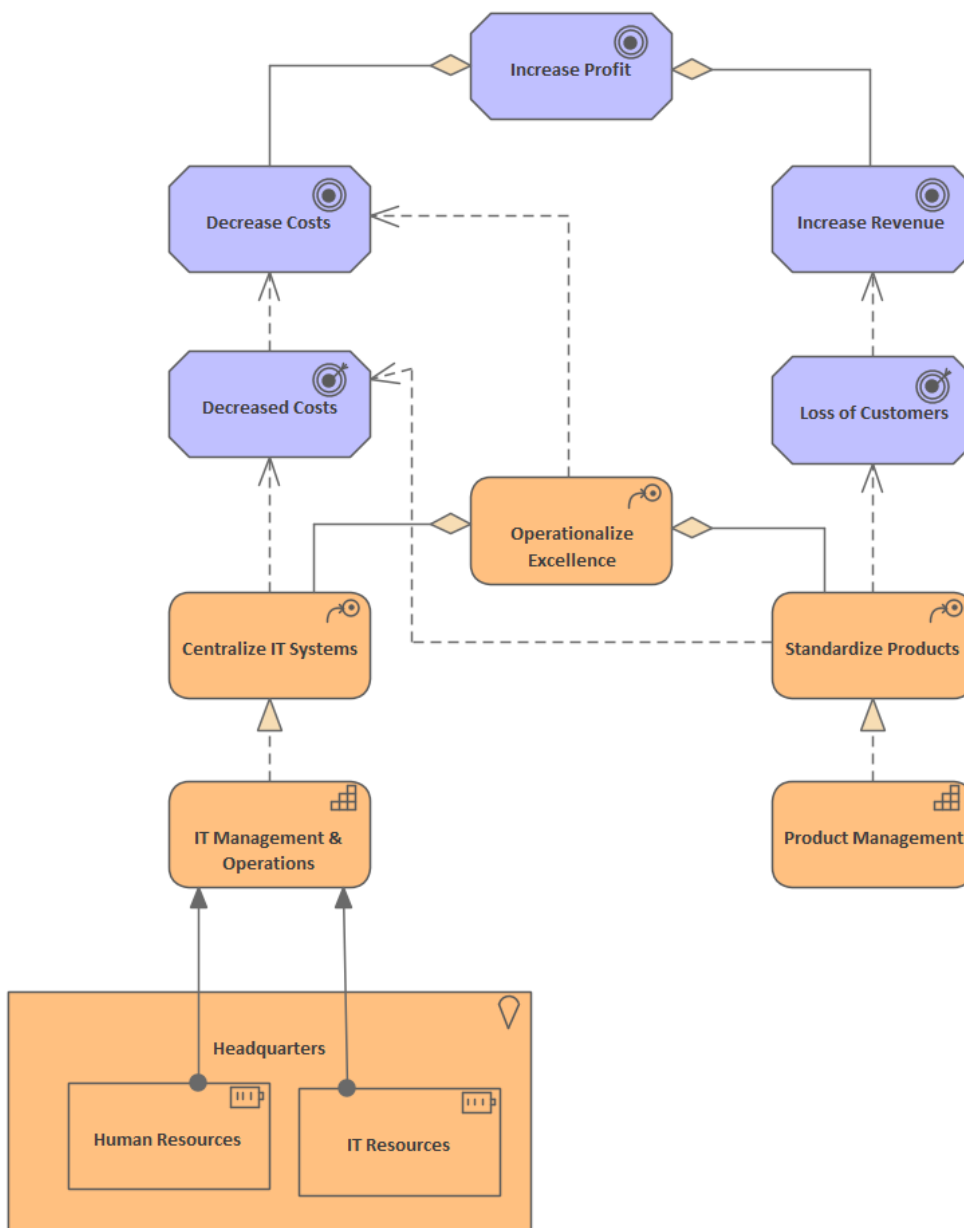 Increase Profit
Decrease Costs
Increase Revenue
Decreased Costs
Loss of Customers
Operationalize
Excellence
Centralize IT Systems
Standardize Products
IT Management &
Operations
Product Management
Headquarters
Human Resources
IT Resources